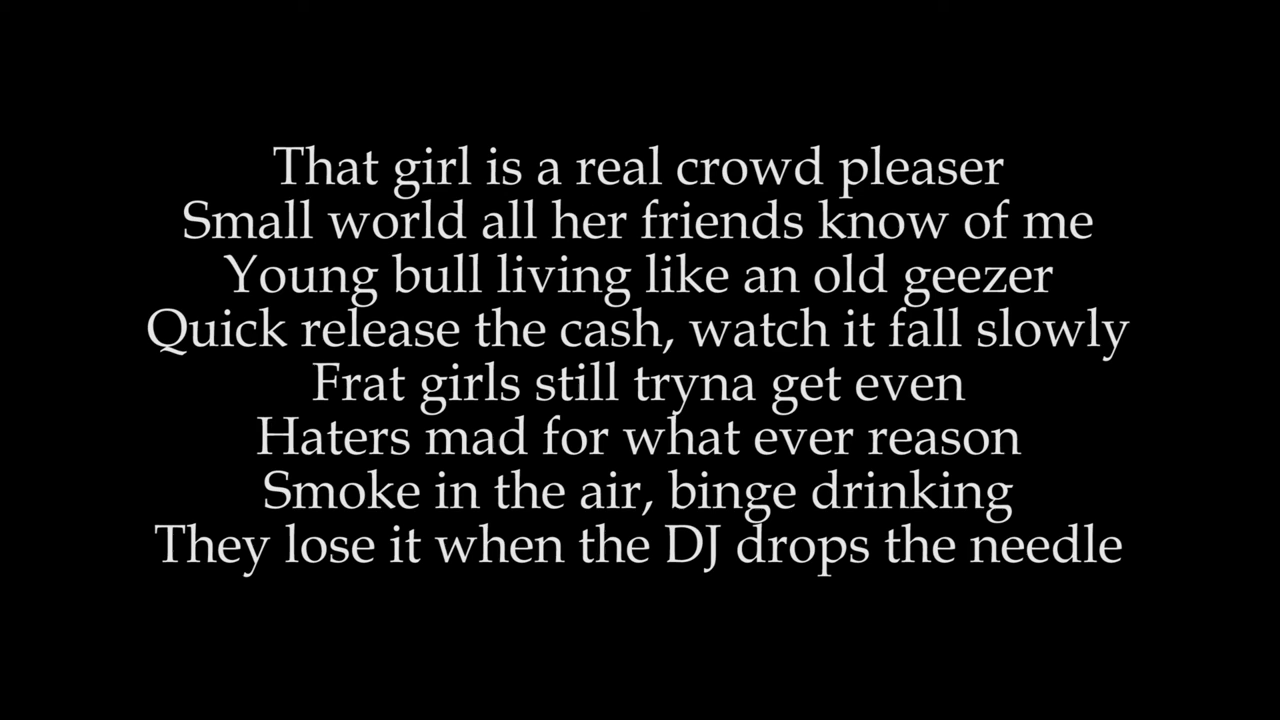 That girl is a real crowd pleaser
Small world all her friends know of me
Young bull living like an old geezer
Quick release the cash, watch it fall slowly
Frat girls still tryna get even
Haters mad for what ever reason
Smoke in the air, binge drinking
They lose it when the DJ drops the needle